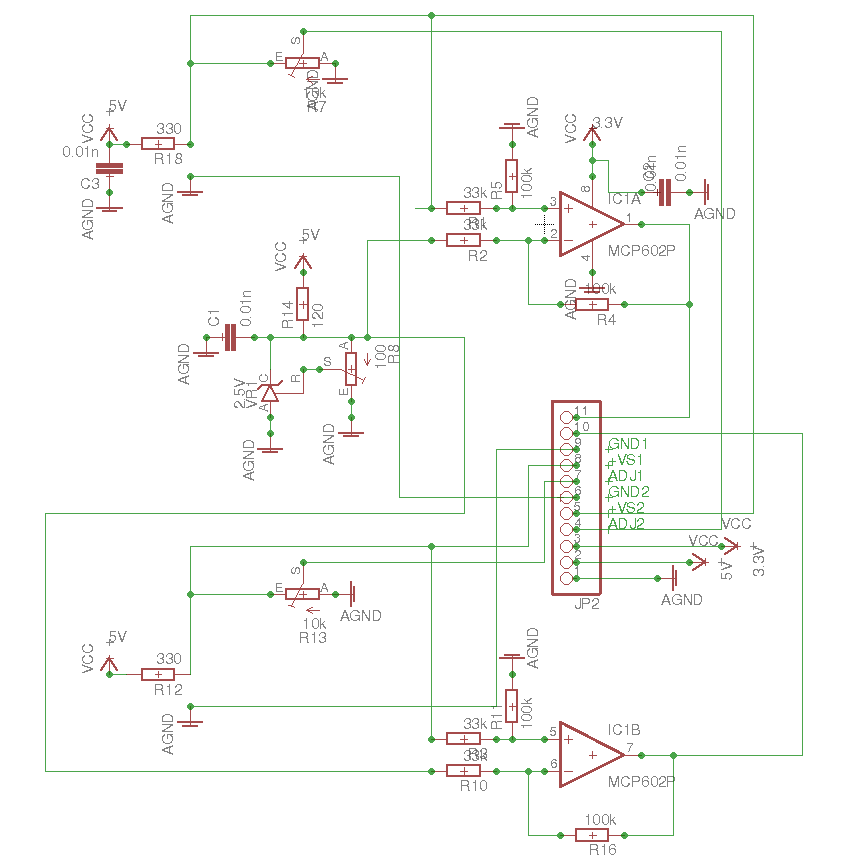 S
E
A
10k
R7
AGND
5V
VCC
330
R18
0.01n
C3
AGND
AGND
AGND
R5
100k
VCC
3.3V
8
0.01n
C2
0.01n
AGND
IC1A
33k
3
1
33k
2
R2
4
MCP602P
AGND
100k
R4
5V
VCC
R14
120
C1
0.01n
AGND
A
100
R8
S
E
C
R
A
2.5V
VR1
AGND
AGND
11
10
9
GND1
8
+VS1
7
ADJ1
6
GND2
5
+VS2
4
ADJ2
3
2
1
VCC
3.3V
VCC
5V
AGND
JP2
S
E
A
AGND
10k
R13
5V
VCC
330
R12
AGND
AGND
R1
100k
33k
5
IC1B
7
33k
6
R10
MCP602P
100k
R16